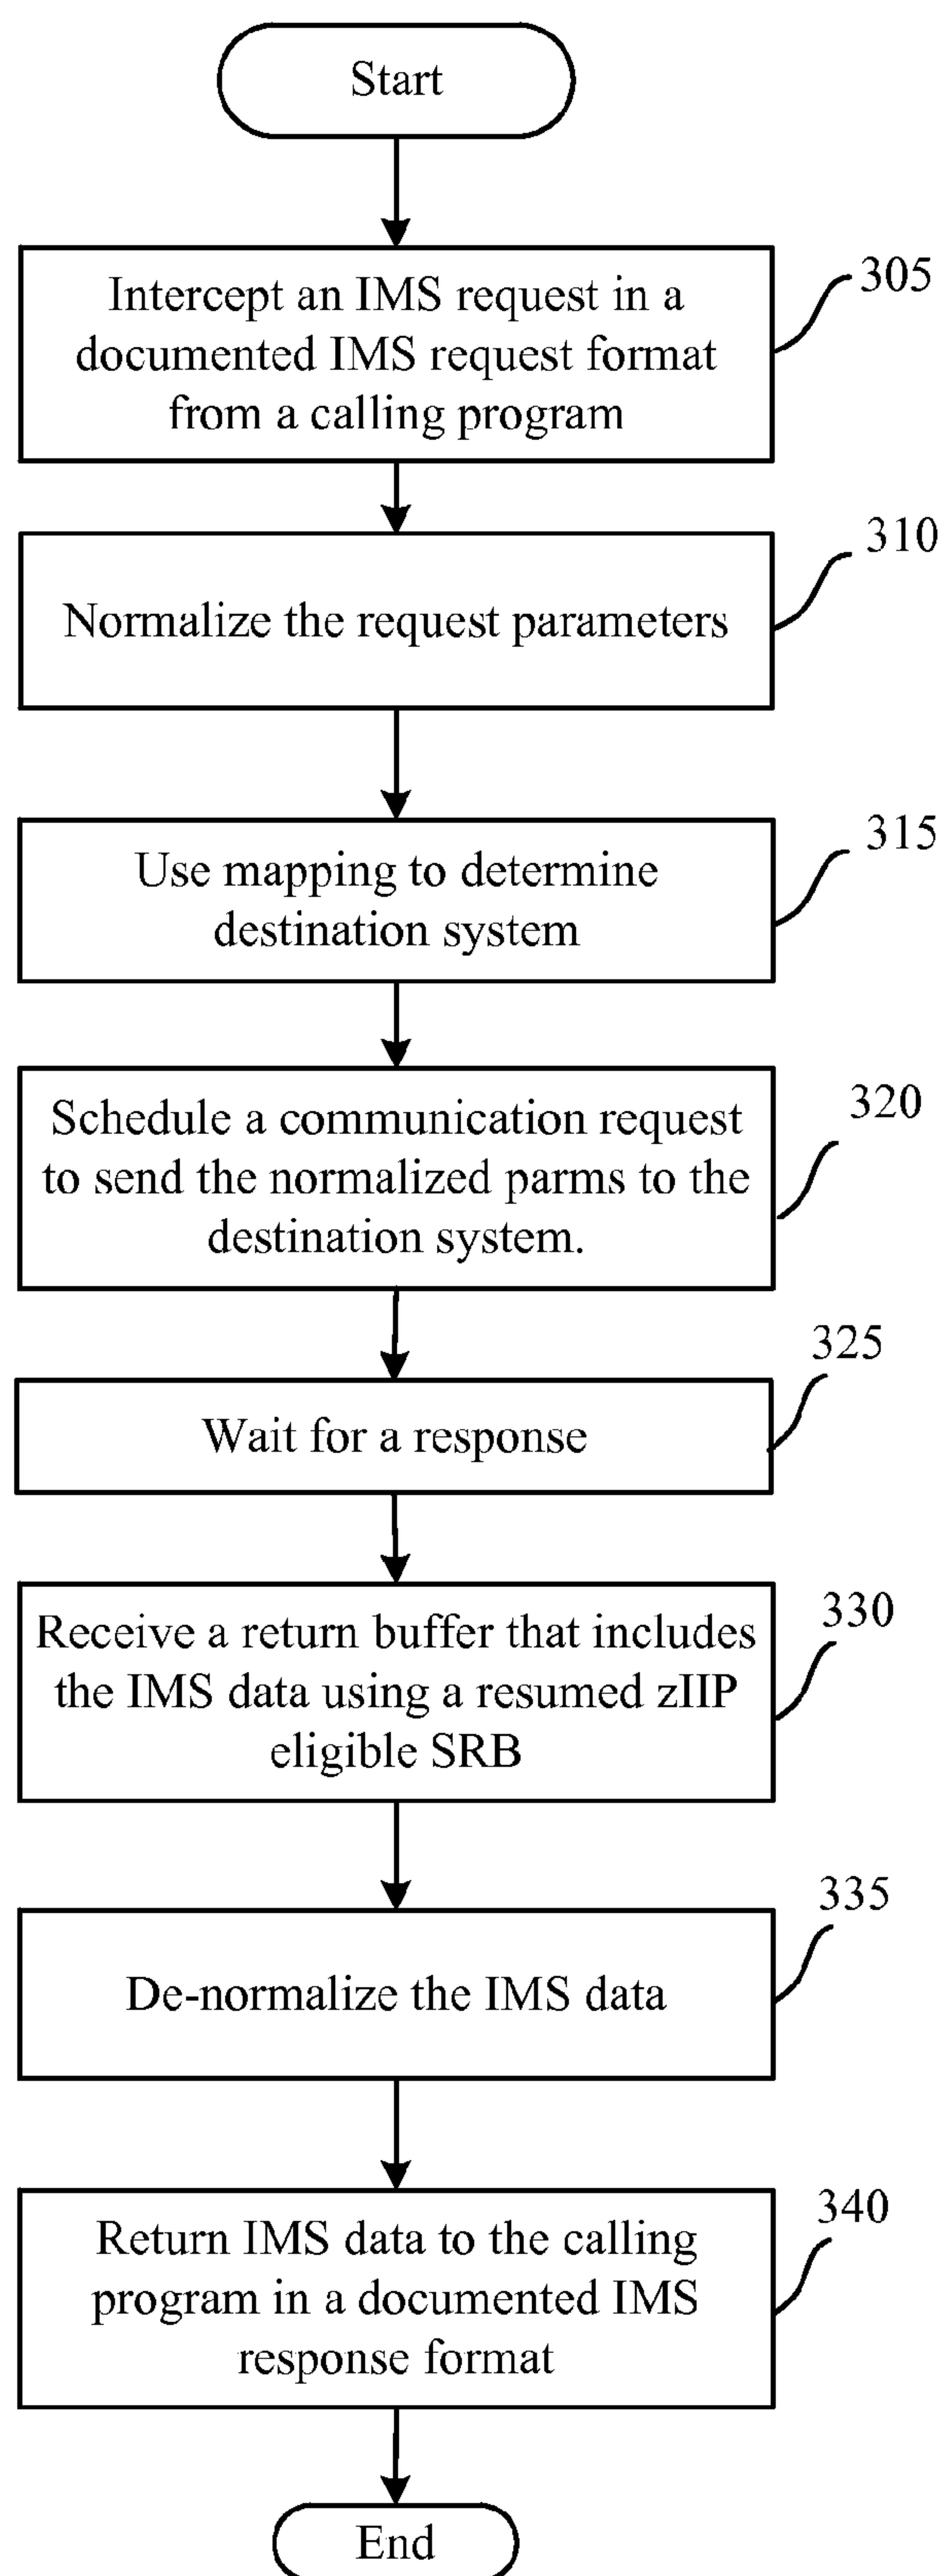 Start
305
Intercept an IMS request in a
documented IMS request format
from a calling program
310
Normalize the request parameters
315
Use mapping to determine
destination system
320
Schedule a communication request
to send the normalized parms to the
destination system.
325
Wait for a response
330
Receive a return buffer that includes
the IMS data using a resumed zIIP
eligible SRB
335
De-normalize the IMS data
340
Return IMS data to the calling
program in a documented IMS
response format
End